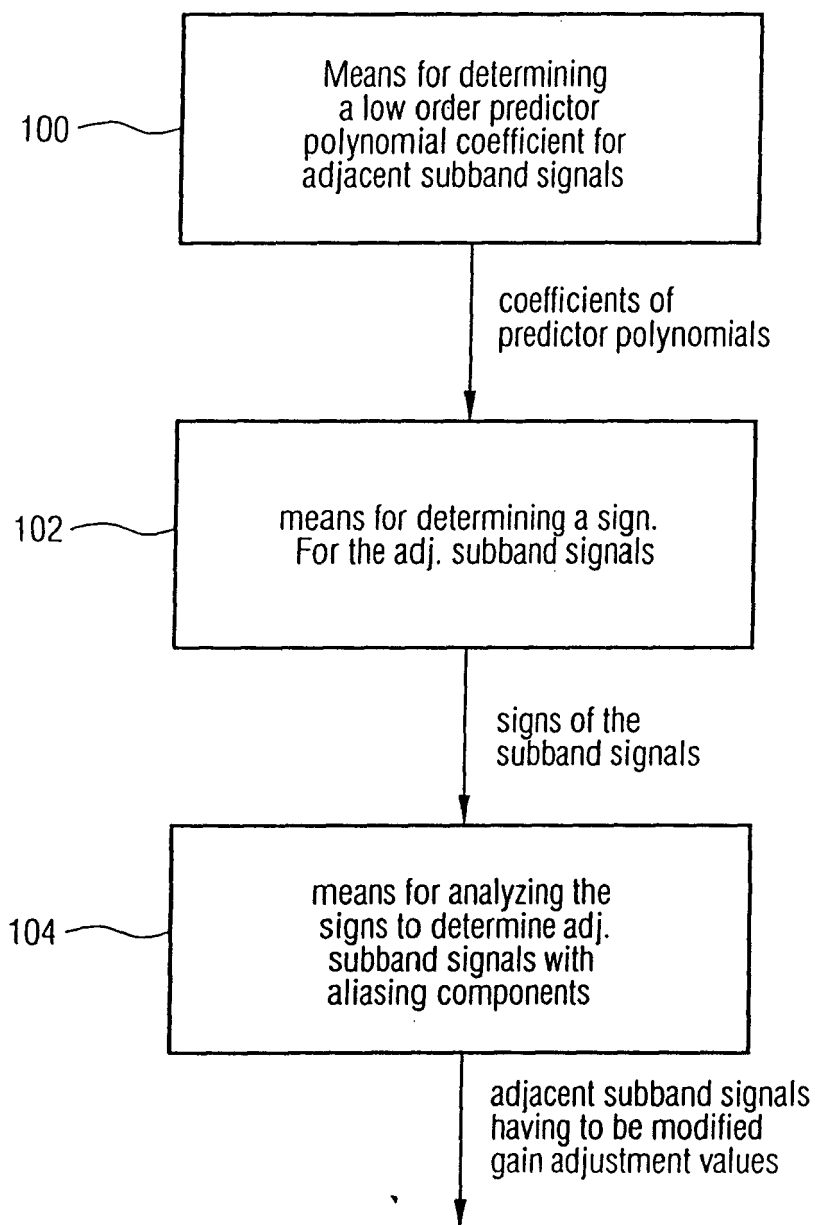 Means for determining
a low order predictor
polynomial coefficient for
adjacent subband signals
100
coefficients of
predictor polynomials
means for determining a sign.
For the adj. subband signals
102
signs of the
subband signals
means for analyzing the
signs to determine adj.
subband signals with
aliasing components
104
adjacent subband signals
having to be modified
gain adjustment values